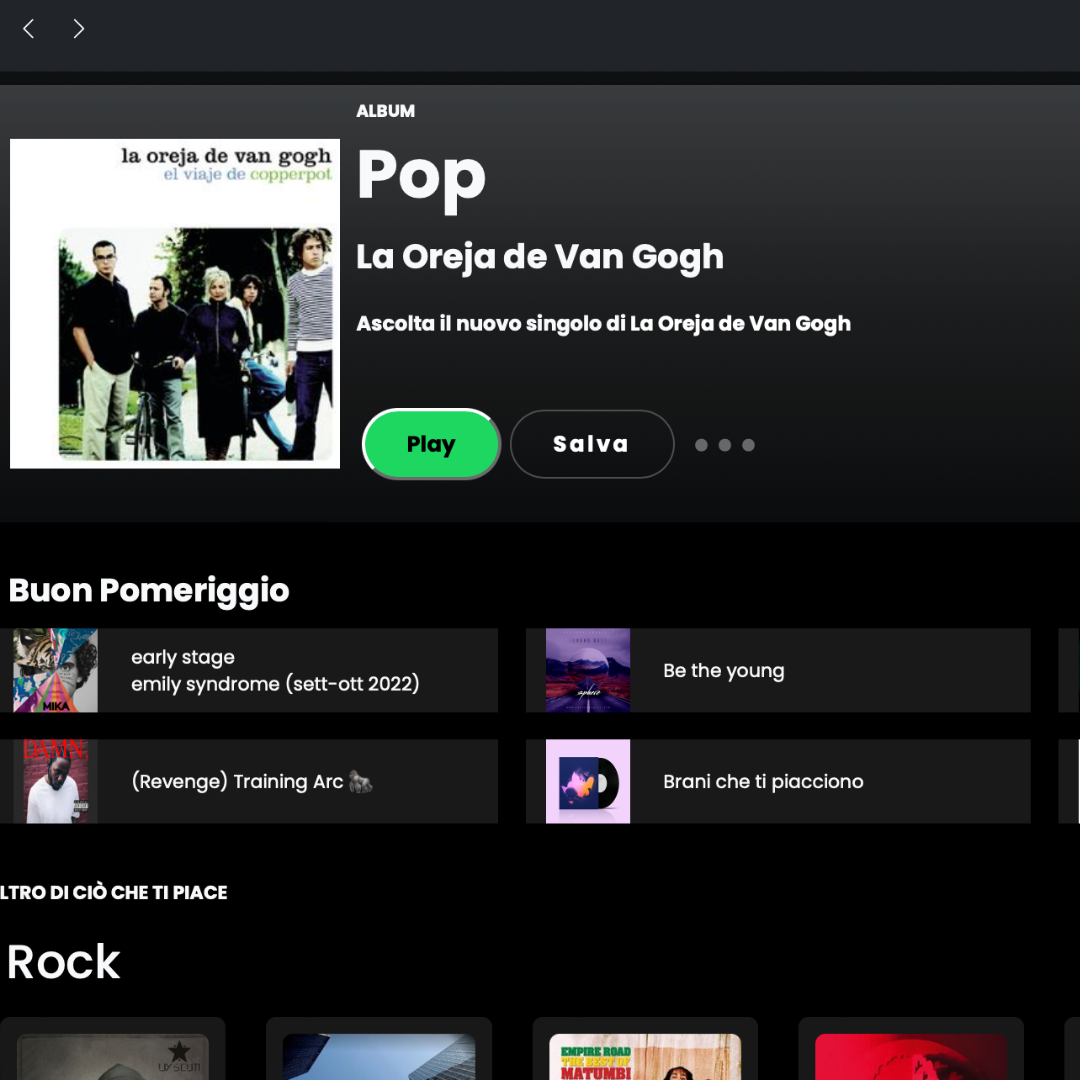 ALBUM
la oreja de van gogh
el viaje de copperpot
Pop
La Oreja de Van Gogh
Ascolta il nuovo singolo di La Oreja de Van Gogh
Play
Salva
Buon Pomeriggio
MIKA
early stage
emily syndrome (sett-ott 2022)
sphere
Be the young
DAMN.
(Revenge) Training Arc 🦍
Brani che ti piacciono
LTRO DI CIÒ CHE TI PIACE
Rock
UY SCUTI
EMPIRE ROAD
THE BEST OF
MATUMBI